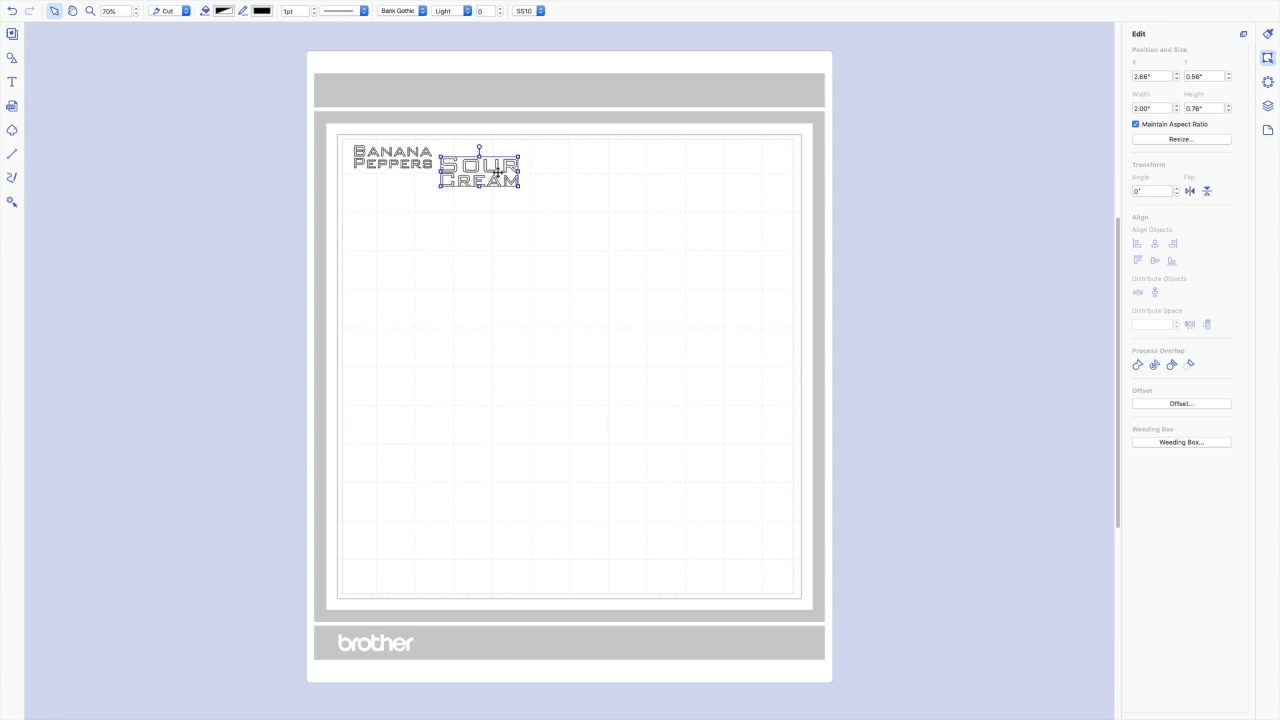 70%
Cut
1pt
Bank Gothic
Light
0
SS10
Edit
Position and Size
X
Y
2.66"
0.56"
Width
Height
2.00"
0.76"
Maintain Aspect Ratio
Resize...
Transform
Angle
Flip
0°
Align
Align Objects
Distribute Objects
Distribute Space
Process Overlap
Offset
Offset...
Weeding Box
Weeding Box...
BANANA
PEPPERS
SOUR
CREAM
brother